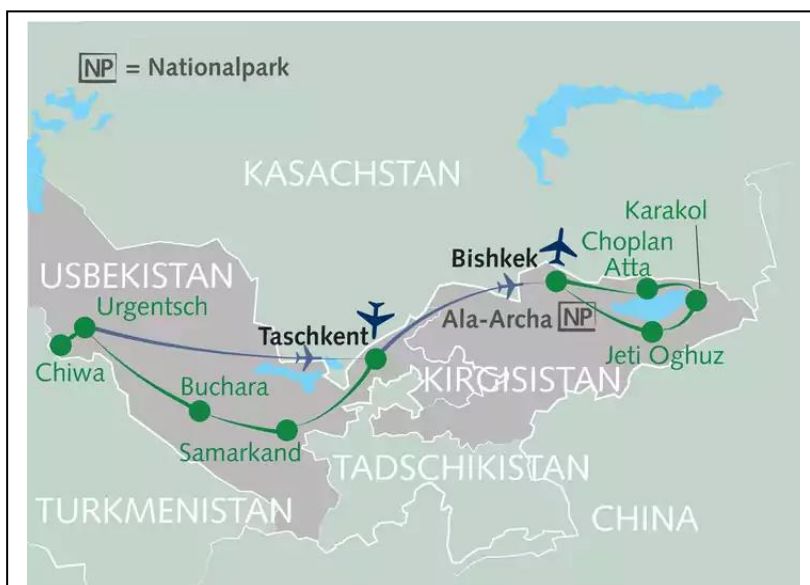 NP = Nationalpark
KASACHSTAN
Karakol
Choplan
Atta
Bishkek
USBEKISTAN
Urgentsch
Taschkent
Ala-Archa NP
Jeti Oghuz
Chiwa
Buchara
KIRGISISTAN
Samarkand
TADSCHIKISTAN
TURKMENISTAN
CHINA